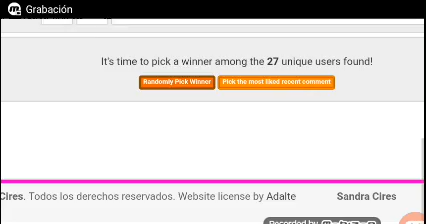 Grabación
It's time to pick a winner among the 27 unique users found!
Randomly Pick Winner Pick the most liked recent comment
Cires. Todos los derechos reservados. Website license by Adalte Sandra Cires
Recorded by